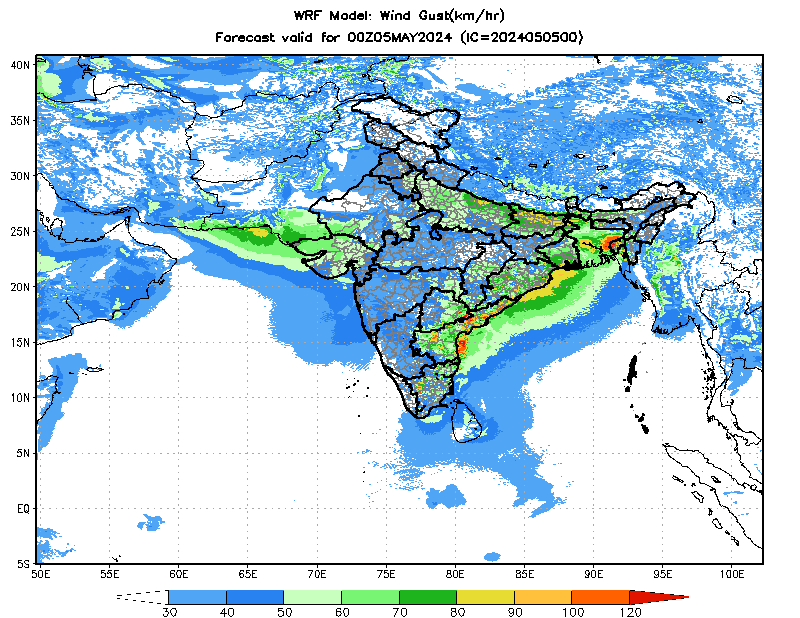 WRF Model: Wind Gust(km/hr)
Forecast valid for 00Z05MAY2024 (IC=2024050500)
40N
35N
30N
25N
20N
15N
10N
5N
EQ
5S
50E 55E 60E 65E 70E 75E 80E 85E 90E 95E 100E
30 40 50 60 70 80 90 100 120